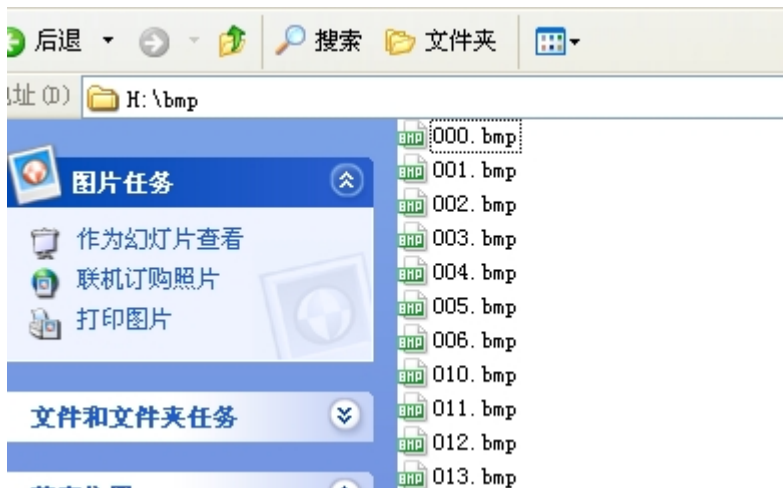 后退 搜索 文件夹
址(D) H:\bmp
图片任务
作为幻灯片查看
联机订购照片
打印图片
文件和文件夹任务
000.bmp
001.bmp
002.bmp
003.bmp
004.bmp
005.bmp
006.bmp
010.bmp
011.bmp
012.bmp
013.bmp